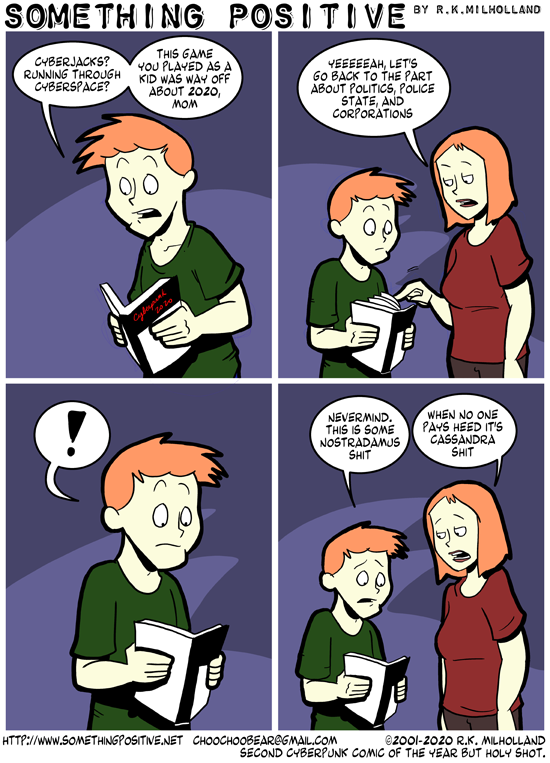 SOMETHING POSITIVE BY R.K.MILHOLLAND
CYBERJACKS?
RUNNING THROUGH
CYBERSPACE?
THIS GAME
YOU PLAYED AS A
KID WAS WAY OFF
ABOUT 2020,
MOM
Cyberpunk
2020
YEEEEEAH, LET'S
GO BACK TO THE PART
ABOUT POLITICS, POLICE
STATE, AND
CORPORATIONS
!
NEVERMIND.
THIS IS SOME
NOSTRADAMUS
SHIT
WHEN NO ONE
PAYS HEED IT'S
CASSANDRA
SHIT
HTTP://WWW.SOMETHINGPOSITIVE.NET CHOOCHOOBEAR@GMAIL.COM ©2001-2020 R.K. MILHOLLAND
SECOND CYBERPUNK COMIC OF THE YEAR BUT HOLY SHOT.